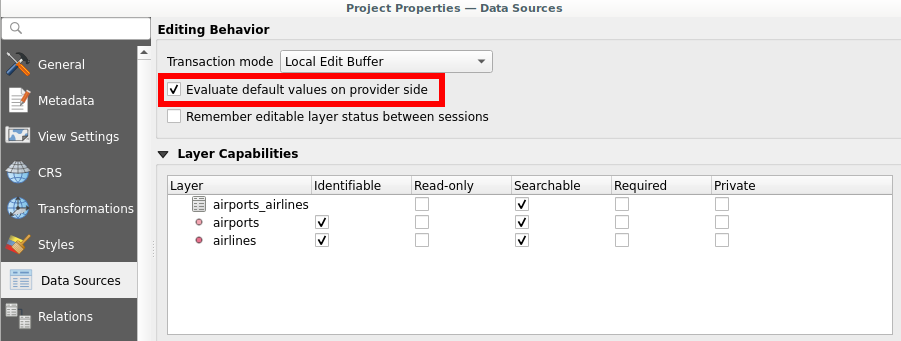 Project Properties — Data Sources
General
Metadata
View Settings
CRS
Transformations
Styles
Data Sources
Relations
Editing Behavior
Transaction mode Local Edit Buffer
Evaluate default values on provider side
Remember editable layer status between sessions
Layer Capabilities
Layer Identifiable Read-only Searchable Required Private
airports_airlines
airports
airlines